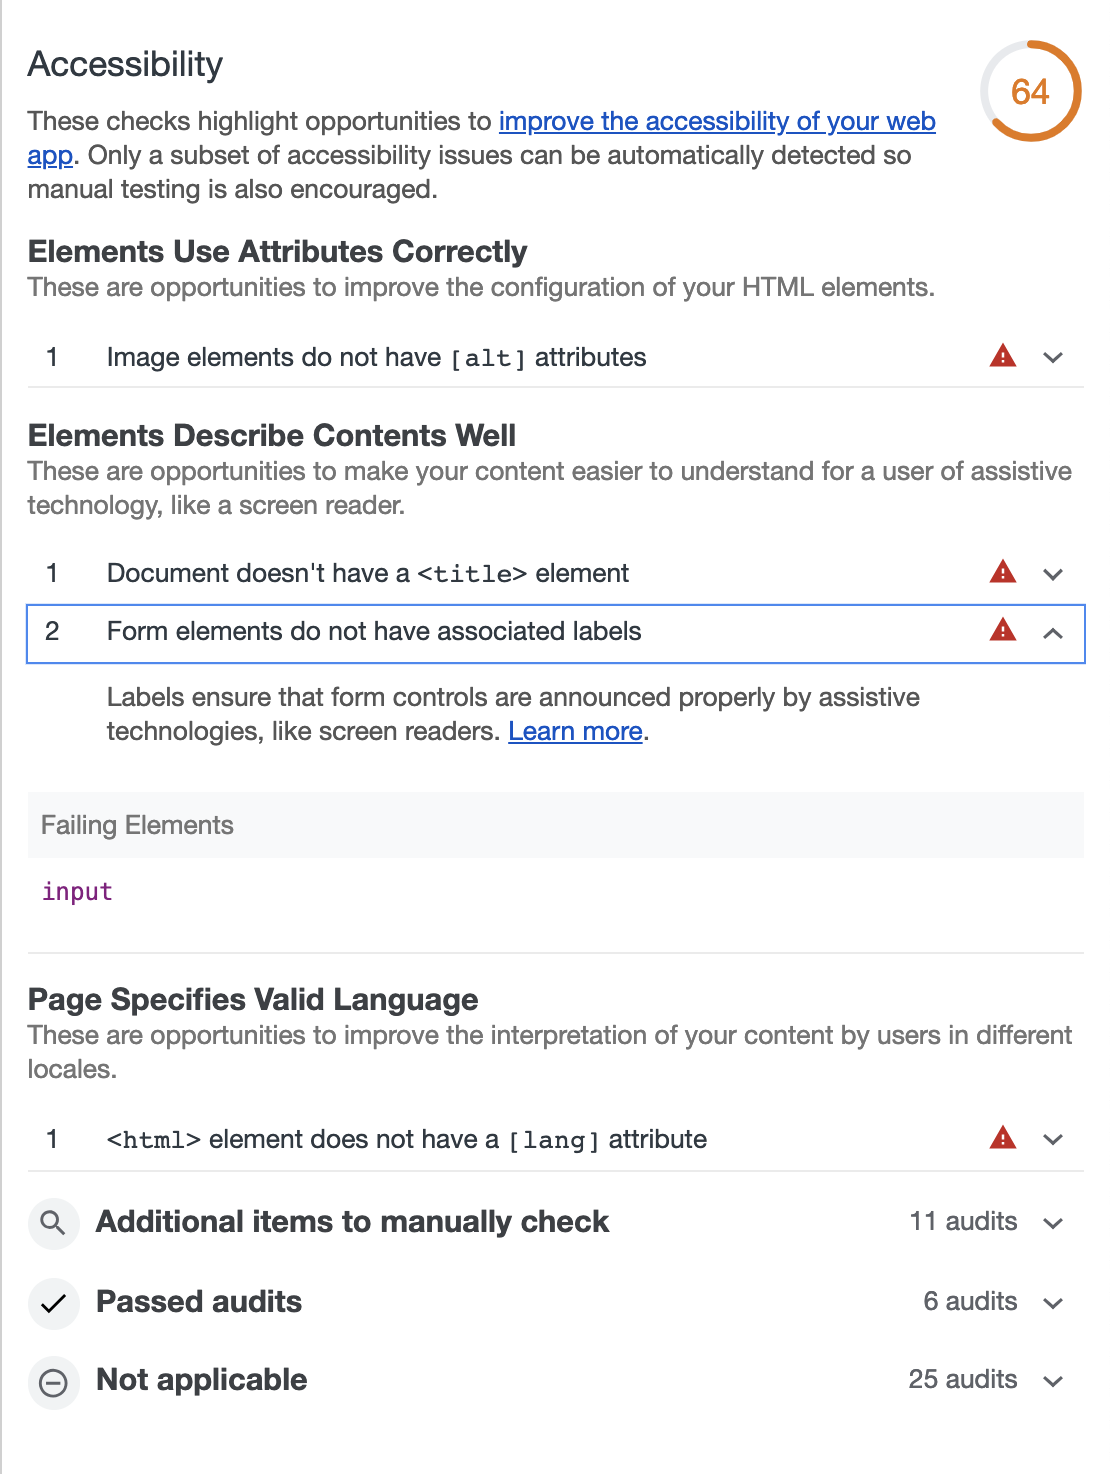 Accessibility
64
These checks highlight opportunities to improve the accessibility of your web
app. Only a subset of accessibility issues can be automatically detected so
manual testing is also encouraged.
Elements Use Attributes Correctly
These are opportunities to improve the configuration of your HTML elements.
1 Image elements do not have [alt] attributes
Elements Describe Contents Well
These are opportunities to make your content easier to understand for a user of assistive
technology, like a screen reader.
1 Document doesn't have a <title> element
2 Form elements do not have associated labels
Labels ensure that form controls are announced properly by assistive
technologies, like screen readers. Learn more.
Failing Elements
input
Page Specifies Valid Language
These are opportunities to improve the interpretation of your content by users in different
locales.
1 <html> element does not have a [lang] attribute
Additional items to manually check 11 audits
Passed audits 6 audits
Not applicable 25 audits